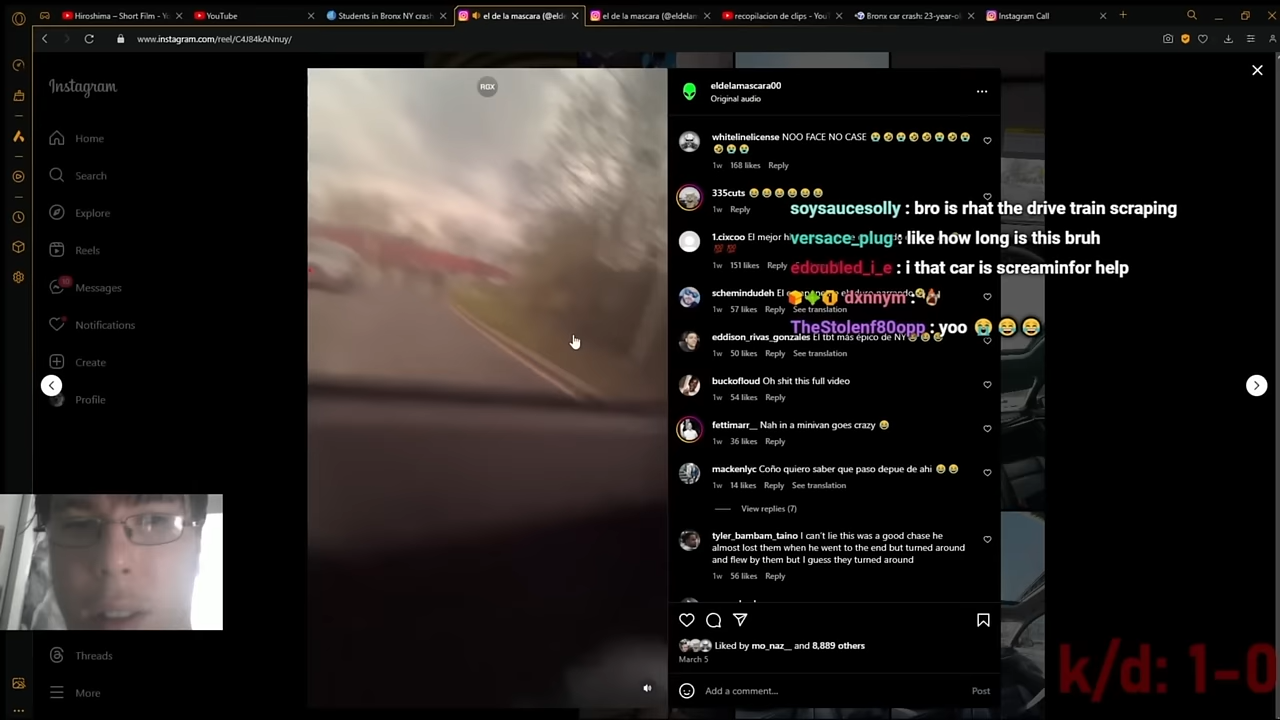 Hiroshima – Short Film - Y
YouTube
Students in Bronx NY crash
el de la mascara (@eld
el de la mascara (@eldelam
recopilacion de clips - YouT
Bronx car crash: 23-year-ol
Instagram Call
www.instagram.com/reel/C4J84kANnuy/
Instagram
Home
Search
Explore
Reels
Messages
Notifications
Create
Profile
Threads
More
RGX
eldelamascara00
Original audio
whitelinelicense NOO FACE NO CASE 😭🤣😭🤣🤣😭🤣😭
🤣😭😭
1w 168 likes Reply
335cuts 😂😂😂😂😂😂
1w Reply
1.cixcoo El mejor
💯💯
1w 151 likes Reply
schemindudeh El
1w 57 likes Reply See translation
eddison_rivas_gonzales El tbt más épico de NY
1w 50 likes Reply See translation
buckofloud Oh shit this full video
1w 54 likes Reply
fettimarr__ Nah in a minivan goes crazy 😂
1w 36 likes Reply
mackenlyc Coño quiero saber que paso depue de ahi 😂😂
1w 14 likes Reply See translation
View replies (7)
tyler_bambam_taino I can't lie this was a good chase he
almost lost them when he went to the end but turned around
and flew by them but I guess they turned around
1w 56 likes Reply
Liked by mo_naz__ and 8,889 others
March 5
Add a comment...
Post
soysaucesolly : bro is rhat the drive train scraping
versace_plug : like how long is this bruh
edoubled_i_e : i that car is screaminfor help
dxnnym :
TheStolenf80opp : yoo 😭😂😂
k/d: 1-0